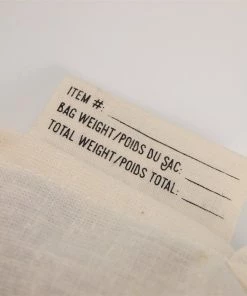 ITEM #:
BAG WEIGHT/POIDS DU SAC:
TOTAL WEIGHT/POIDS TOTAL: